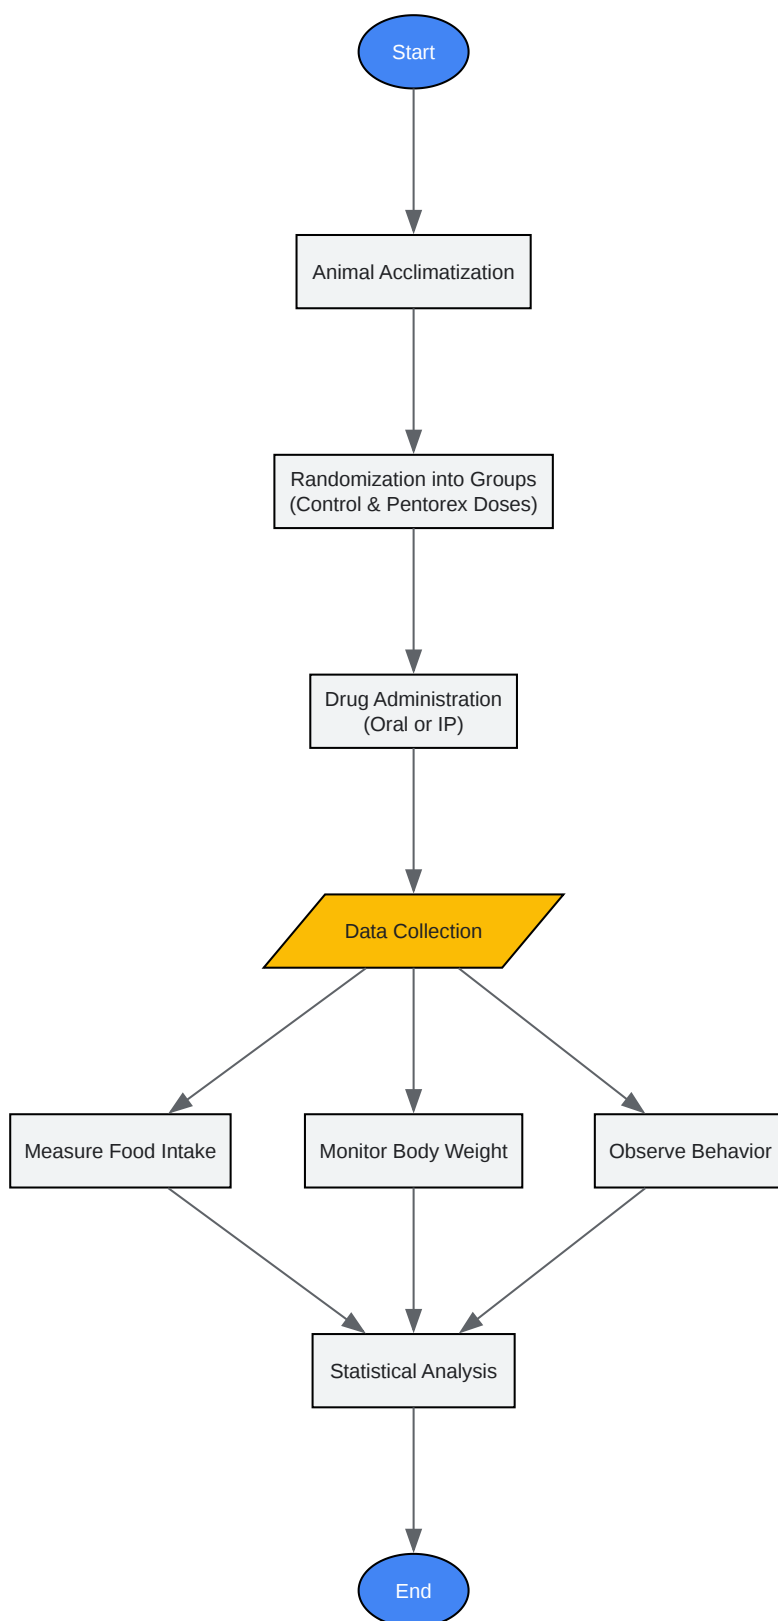 Start
Animal Acclimatization
Randomization into Groups
(Control & Pentorex Doses)
Drug Administration
(Oral or IP)
Data Collection
Measure Food Intake
Monitor Body Weight
Observe Behavior
Statistical Analysis
End